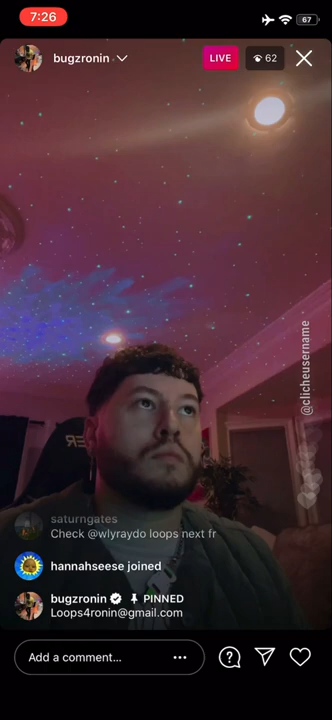 7:26
67
bugzronin
LIVE
62
@clicheusername
saturngates
Check @wlyraydo loops next fr
hannahseese joined
bugzronin PINNED
Loops4ronin@gmail.com
Add a comment...